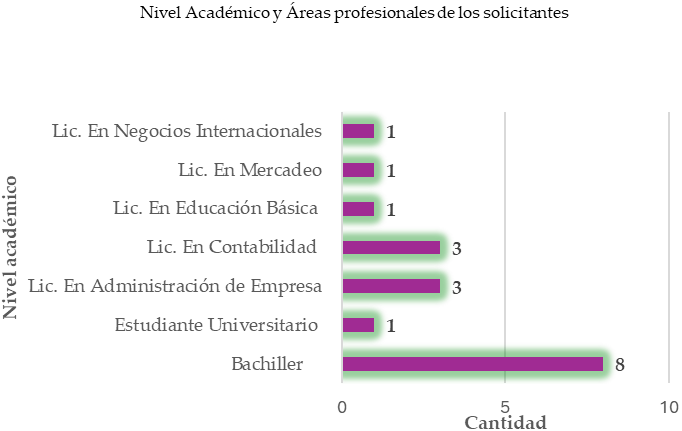 Nivel Académico y Áreas profesionales de los solicitantes
Lic. En Negocios Internacionales 1
Lic. En Mercadeo 1
Lic. En Educación Básica 1
Lic. En Contabilidad 3
Lic. En Administración de Empresa 3
Estudiante Universitario 1
Bachiller 8
Nivel académico
0 5 10
Cantidad